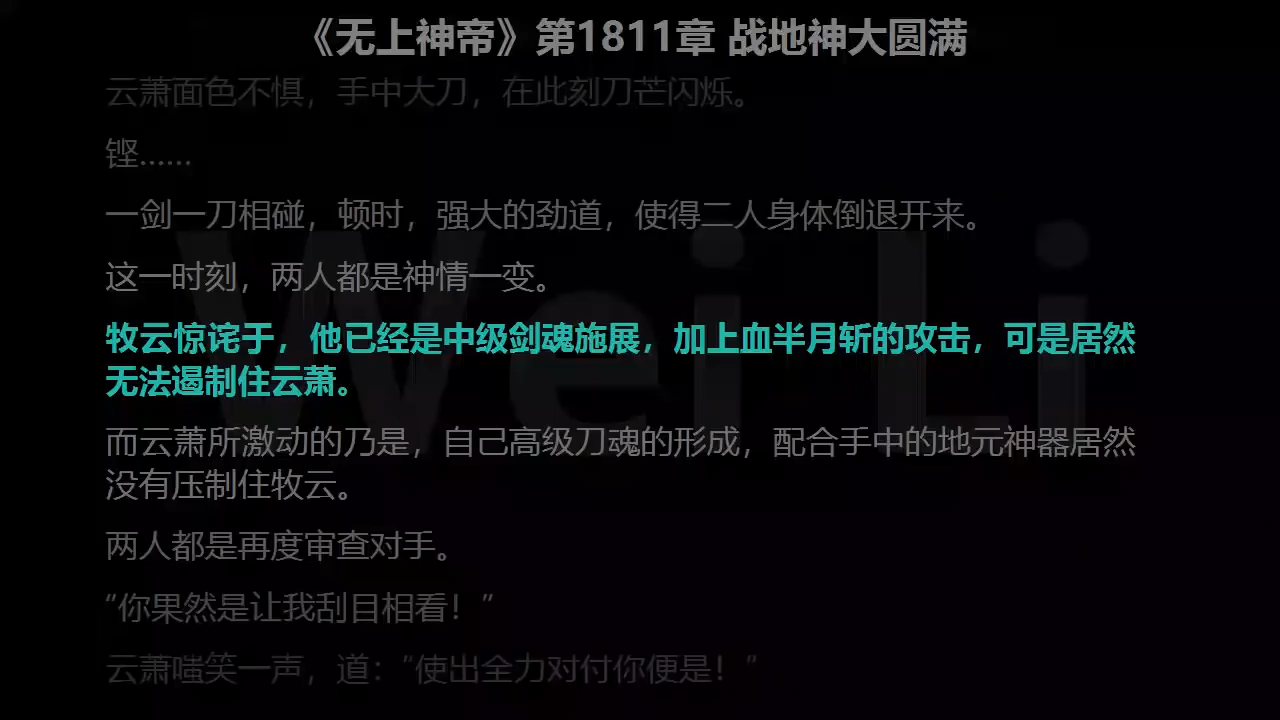 《无上神帝》第1811章 战地神大圆满
云萧面色不惧，手中大刀，在此刻刀芒闪烁。
铿……
一剑一刀相碰，顿时，强大的劲道，使得二人身体倒退开来。
这一时刻，两人都是神情一变。
牧云惊诧于，他已经是中级剑魂施展，加上血半月斩的攻击，可是居然
无法遏制住云萧。
而云萧所激动的乃是，自己高级刀魂的形成，配合手中的地元神器居然
没有压制住牧云。
两人都是再度审查对手。
“你果然是让我刮目相看！”
云萧嗤笑一声，道：“使出全力对付你便是！”
Wei Li